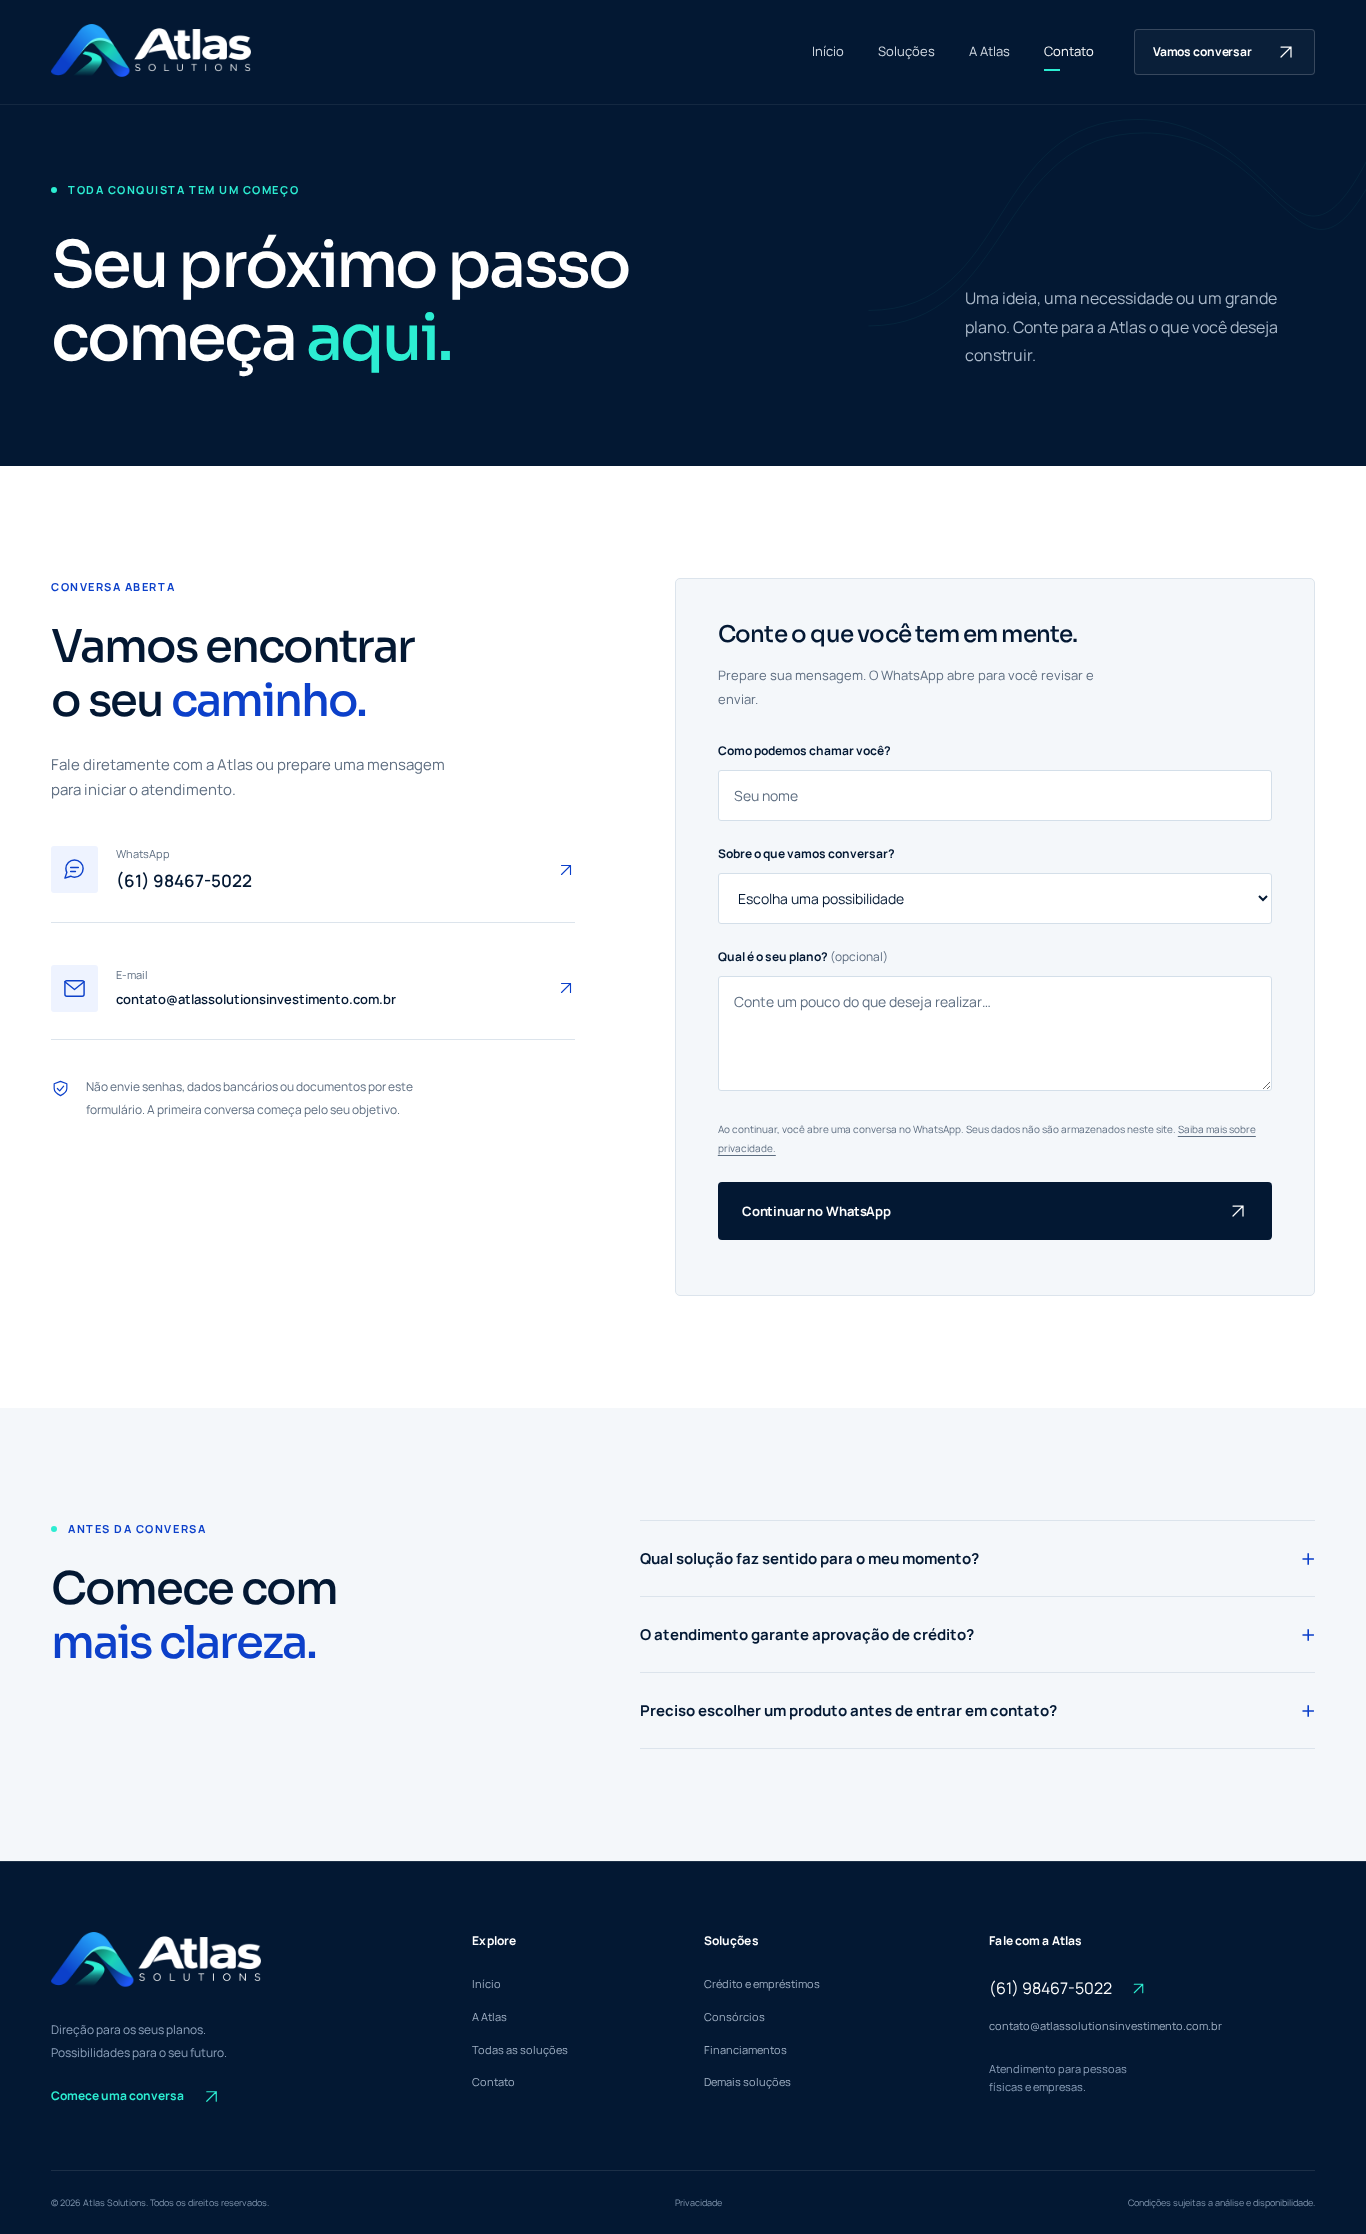 Atlas
SOLUTIONS
Início
Soluções
A Atlas
Contato
Vamos conversar
TODA CONQUISTA TEM UM COMEÇO
Seu próximo passo
começa aqui.
Uma ideia, uma necessidade ou um grande
plano. Conte para a Atlas o que você deseja
construir.
CONVERSA ABERTA
Vamos encontrar
o seu caminho.
Fale diretamente com a Atlas ou prepare uma mensagem
para iniciar o atendimento.
WhatsApp
(61) 98467-5022
E-mail
contato@atlassolutionsinvestimento.com.br
Não envie senhas, dados bancários ou documentos por este
formulário. A primeira conversa começa pelo seu objetivo.
Conte o que você tem em mente.
Prepare sua mensagem. O WhatsApp abre para você revisar e
enviar.
Como podemos chamar você?
Seu nome
Sobre o que vamos conversar?
Escolha uma possibilidade
Qual é o seu plano? (opcional)
Conte um pouco do que deseja realizar...
Ao continuar, você abre uma conversa no WhatsApp. Seus dados não são armazenados neste site. Saiba mais sobre
privacidade.
Continuar no WhatsApp
ANTES DA CONVERSA
Comece com
mais clareza.
Qual solução faz sentido para o meu momento?
O atendimento garante aprovação de crédito?
Preciso escolher um produto antes de entrar em contato?
Atlas
SOLUTIONS
Direção para os seus planos.
Possibilidades para o seu futuro.
Comece uma conversa
Explore
Início
A Atlas
Todas as soluções
Contato
Soluções
Crédito e empréstimos
Consórcios
Financiamentos
Demais soluções
Fale com a Atlas
(61) 98467-5022
contato@atlassolutionsinvestimento.com.br
Atendimento para pessoas
físicas e empresas.
© 2026 Atlas Solutions. Todos os direitos reservados.
Privacidade
Condições sujeitas a análise e disponibilidade.